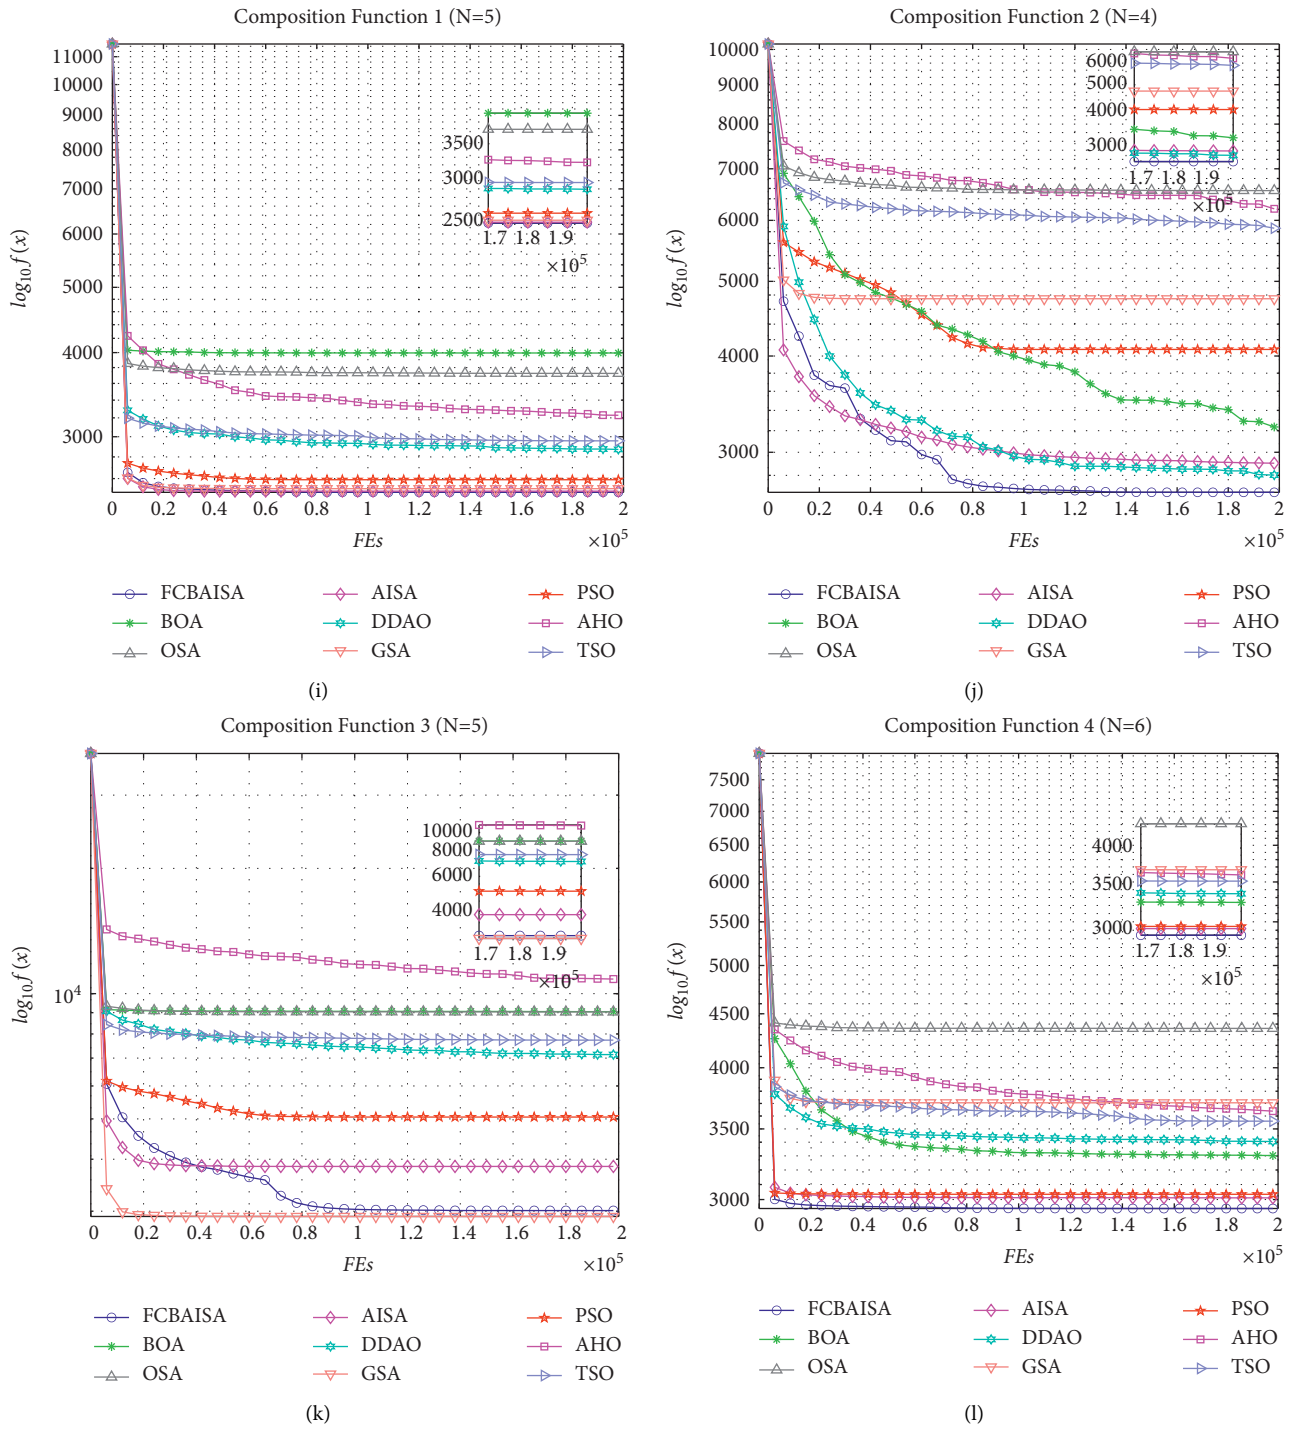 Composition Function 1 (N=5)
11000
10000
9000
8000
7000
6000
5000
4000
3000
log10 f (x)
3500
3000
2500
1.7 1.8 1.9
×10^5
0 0.2 0.4 0.6 0.8 1 1.2 1.4 1.6 1.8 2
FEs
×10^5
FCBAISA AISA PSO
BOA DDAO AHO
OSA GSA TSO
(i)
Composition Function 2 (N=4)
10000
9000
8000
7000
6000
5000
4000
3000
log10 f (x)
6000
5000
4000
3000
1.7 1.8 1.9
×10^5
0 0.2 0.4 0.6 0.8 1 1.2 1.4 1.6 1.8 2
FEs
×10^5
FCBAISA AISA PSO
BOA DDAO AHO
OSA GSA TSO
(j)
Composition Function 3 (N=5)
10^4
log10 f (x)
10000
8000
6000
4000
1.7 1.8 1.9
×10^5
0 0.2 0.4 0.6 0.8 1 1.2 1.4 1.6 1.8 2
FEs
×10^5
FCBAISA AISA PSO
BOA DDAO AHO
OSA GSA TSO
(k)
Composition Function 4 (N=6)
7500
7000
6500
6000
5500
5000
4500
4000
3500
3000
log10 f (x)
4000
3500
3000
1.7 1.8 1.9
×10^5
0 0.2 0.4 0.6 0.8 1 1.2 1.4 1.6 1.8 2
FEs
×10^5
FCBAISA AISA PSO
BOA DDAO AHO
OSA GSA TSO
(l)